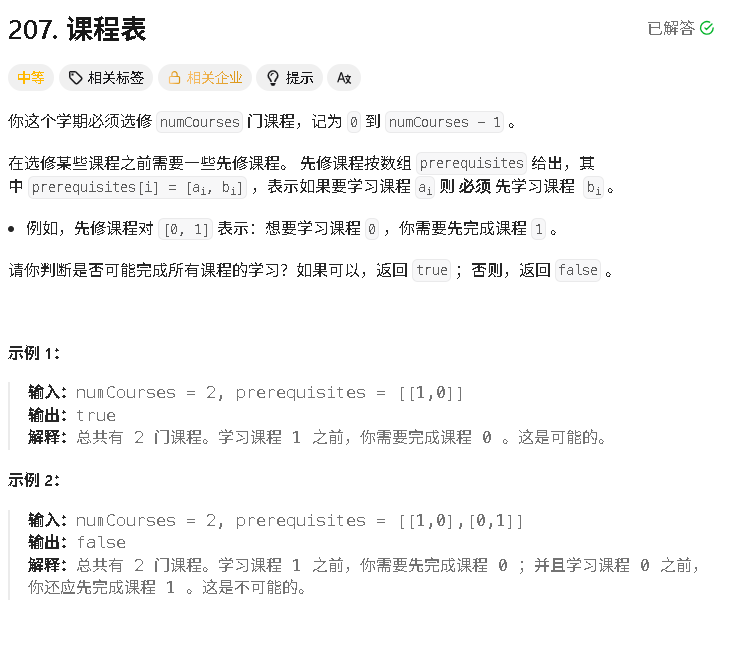 207. 课程表
已解答
中等 相关标签 相关企业 提示 Aあ
你这个学期必须选修 numCourses 门课程，记为 0 到 numCourses - 1 。
在选修某些课程之前需要一些先修课程。 先修课程按数组 prerequisites 给出，其
中 prerequisites[i] = [ai, bi] ，表示如果要学习课程 ai 则 必须 先学习课程 bi 。
• 例如，先修课程对 [0, 1] 表示：想要学习课程 0 ，你需要先完成课程 1 。
请你判断是否可能完成所有课程的学习？如果可以，返回 true ；否则，返回 false 。
示例 1：
输入：numCourses = 2, prerequisites = [[1,0]]
输出：true
解释：总共有 2 门课程。学习课程 1 之前，你需要完成课程 0 。这是可能的。
示例 2：
输入：numCourses = 2, prerequisites = [[1,0],[0,1]]
输出：false
解释：总共有 2 门课程。学习课程 1 之前，你需要先完成课程 0 ；并且学习课程 0 之前，
你还应先完成课程 1 。这是不可能的。